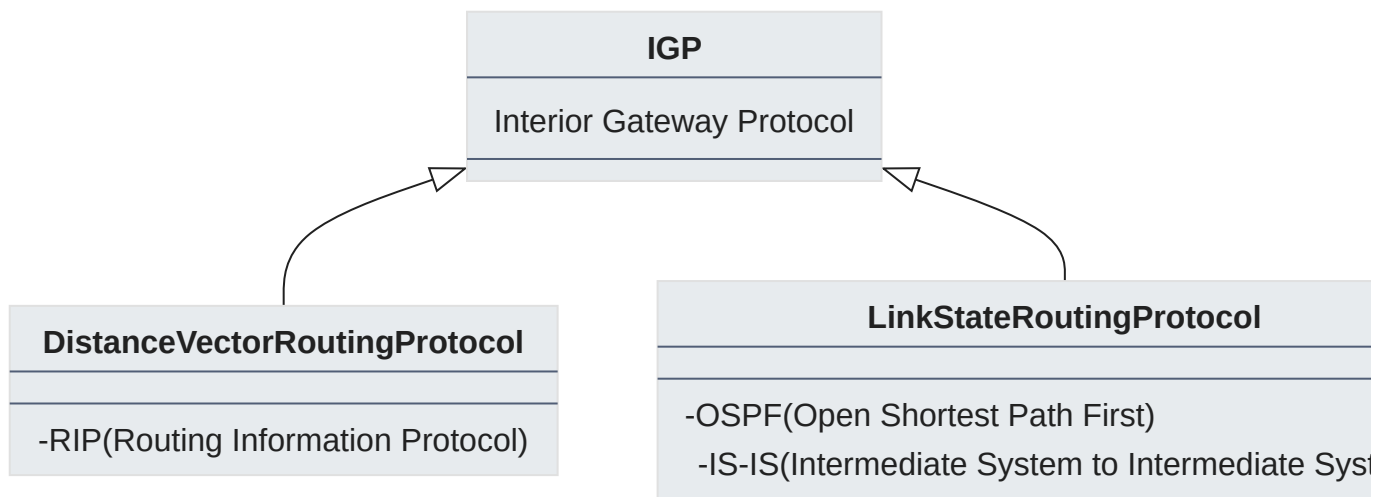 IGP
Interior Gateway Protocol
DistanceVectorRoutingProtocol
-RIP(Routing Information Protocol)
LinkStateRoutingProtocol
-OSPF(Open Shortest Path First)
-IS-IS(Intermediate System to Intermediate